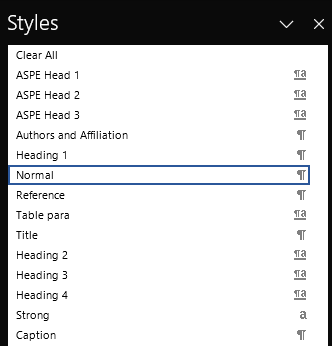 Styles
Clear All
ASPE Head 1 ¶a
ASPE Head 2 ¶a
ASPE Head 3 ¶a
Authors and Affiliation ¶
Heading 1 ¶
Normal ¶
Reference ¶
Table para ¶a
Title ¶
Heading 2 ¶a
Heading 3 ¶a
Heading 4 ¶a
Strong a
Caption ¶